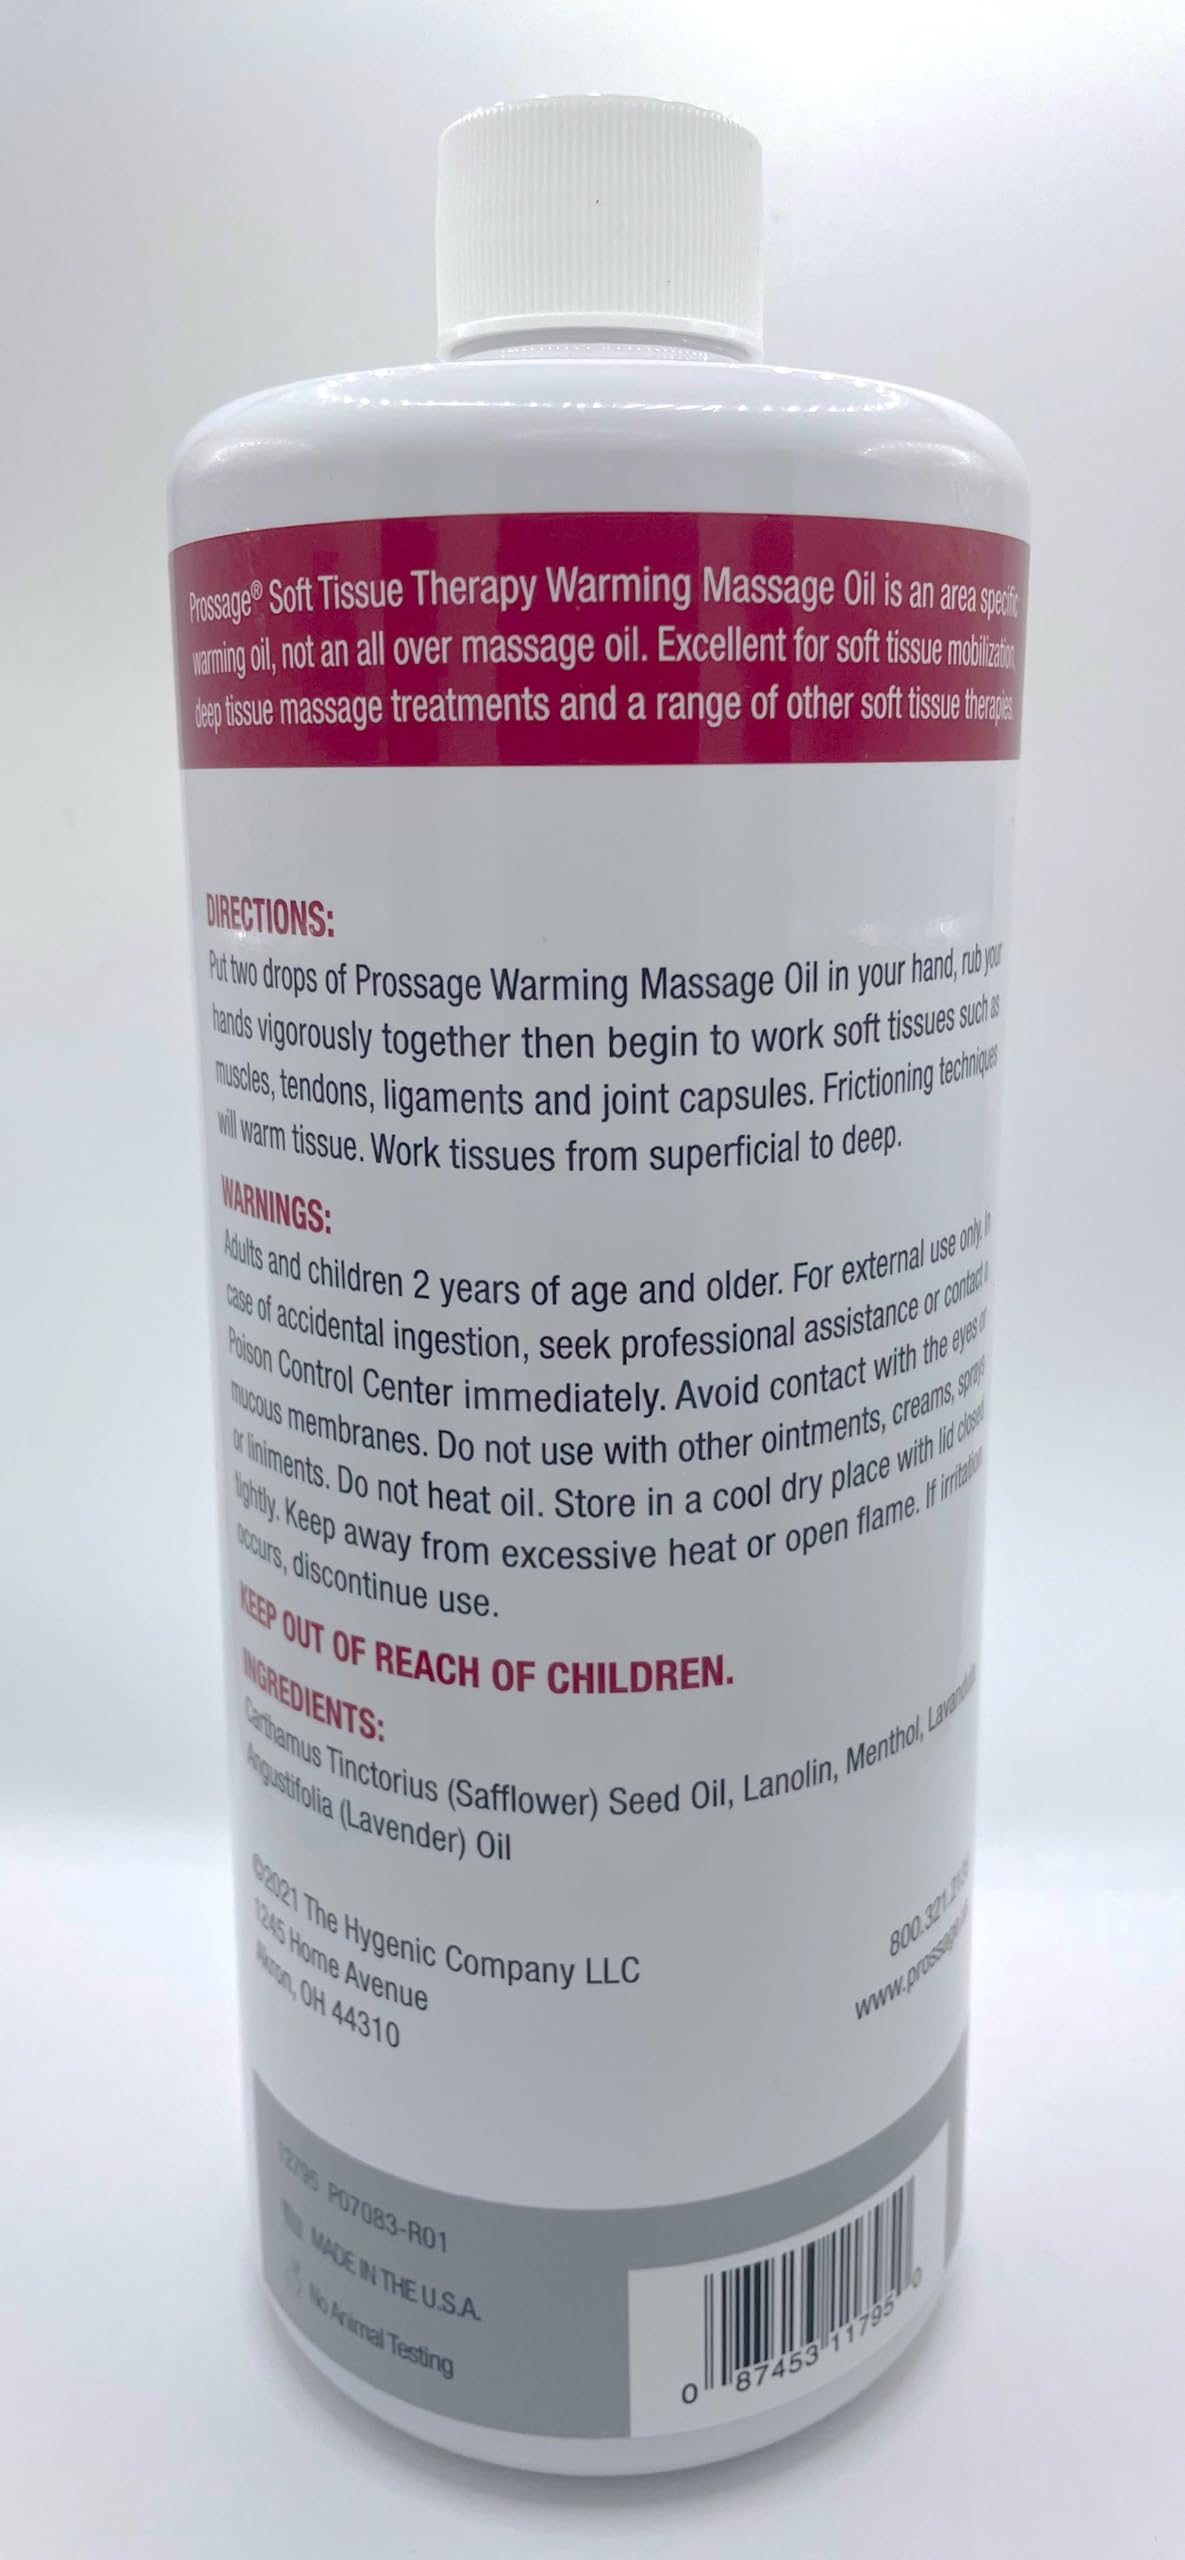 Prossage® Soft Tissue Therapy Warming Massage Oil is an area specific
warming oil, not an all over massage oil. Excellent for soft tissue mobilization,
deep tissue massage treatments and a range of other soft tissue therapies.
DIRECTIONS:
Put two drops of Prossage Warming Massage Oil in your hand, rub your
hands vigorously together then begin to work soft tissues such as
muscles, tendons, ligaments and joint capsules. Frictioning techniques
will warm tissue. Work tissues from superficial to deep.
WARNINGS:
Adults and children 2 years of age and older. For external use only. In
case of accidental ingestion, seek professional assistance or contact a
Poison Control Center immediately. Avoid contact with the eyes or
mucous membranes. Do not use with other ointments, creams, sprays
or liniments. Do not heat oil. Store in a cool dry place with lid closed
tightly. Keep away from excessive heat or open flame. If irritation
occurs, discontinue use.
KEEP OUT OF REACH OF CHILDREN.
INGREDIENTS:
Carthamus Tinctorius (Safflower) Seed Oil, Lanolin, Menthol, Lavandula
Angustifolia (Lavender) Oil
©2021 The Hygenic Company LLC
1245 Home Avenue
Akron, OH 44310
P07083-R01
MADE IN THE U.S.A.
No Animal Testing
0 87453 11795 0